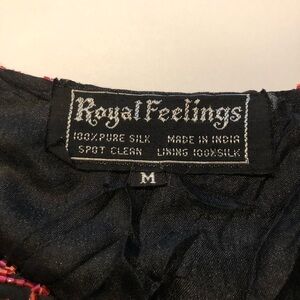 Royal Feelings
100% PURE SILK MADE IN INDIA
SPOT CLEAN LINING 100% SILK
M